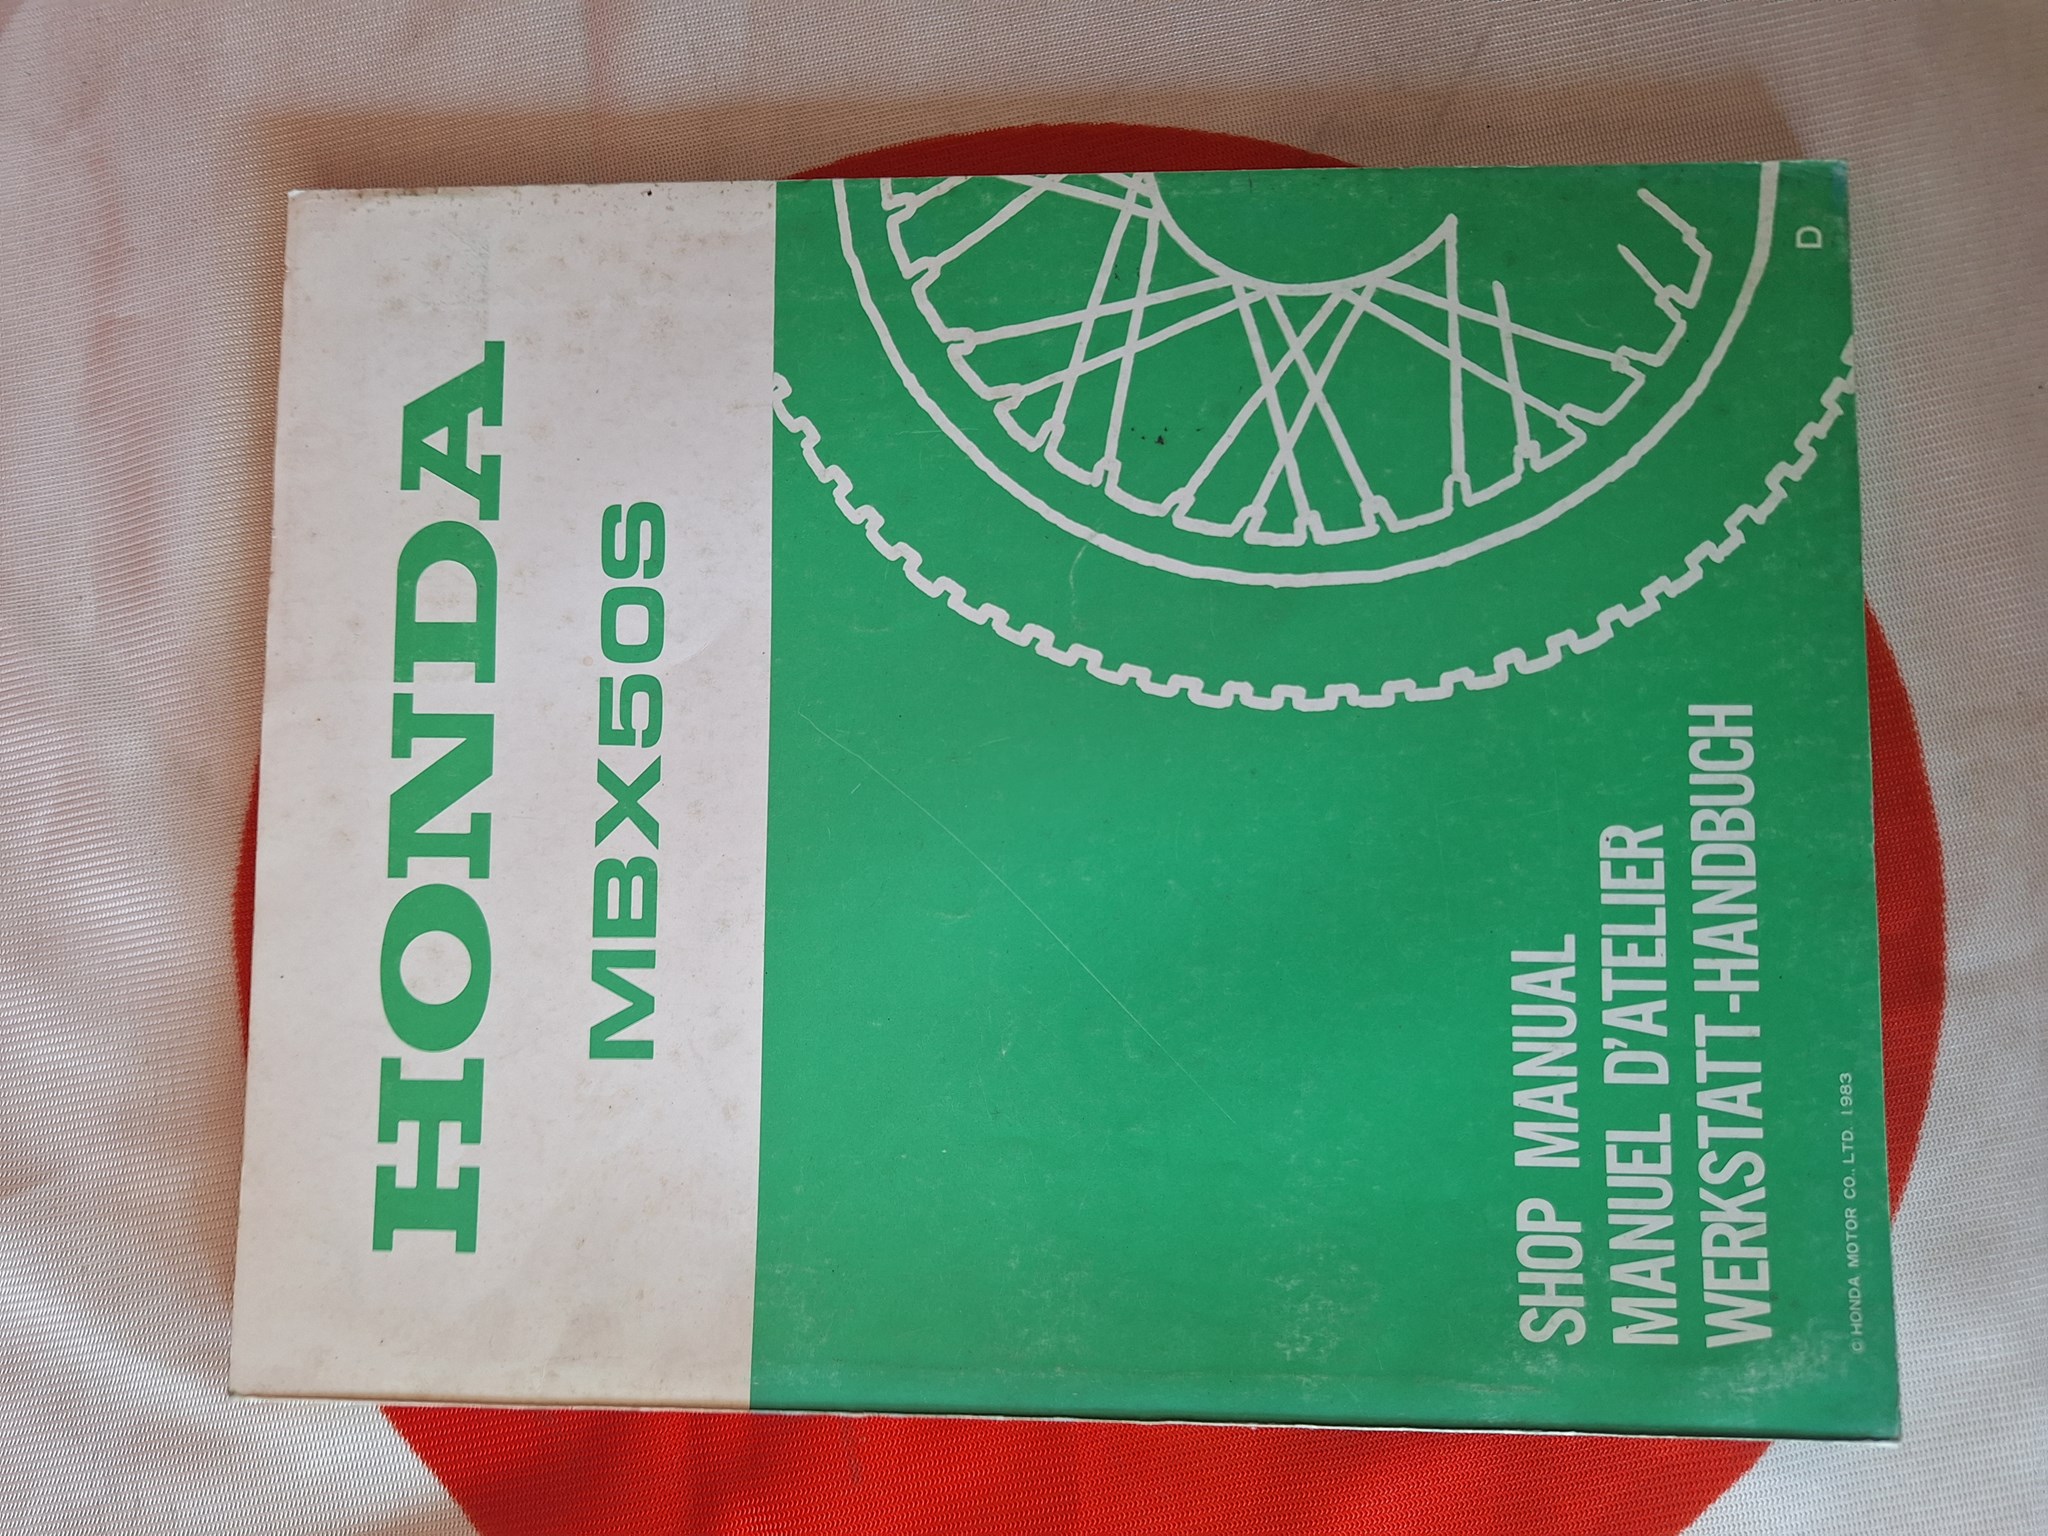 HONDA
MBX50S
SHOP MANUAL
MANUEL D'ATELIER
WERKSTATT-HANDBUCH
© HONDA MOTOR CO., LTD. 1983
D